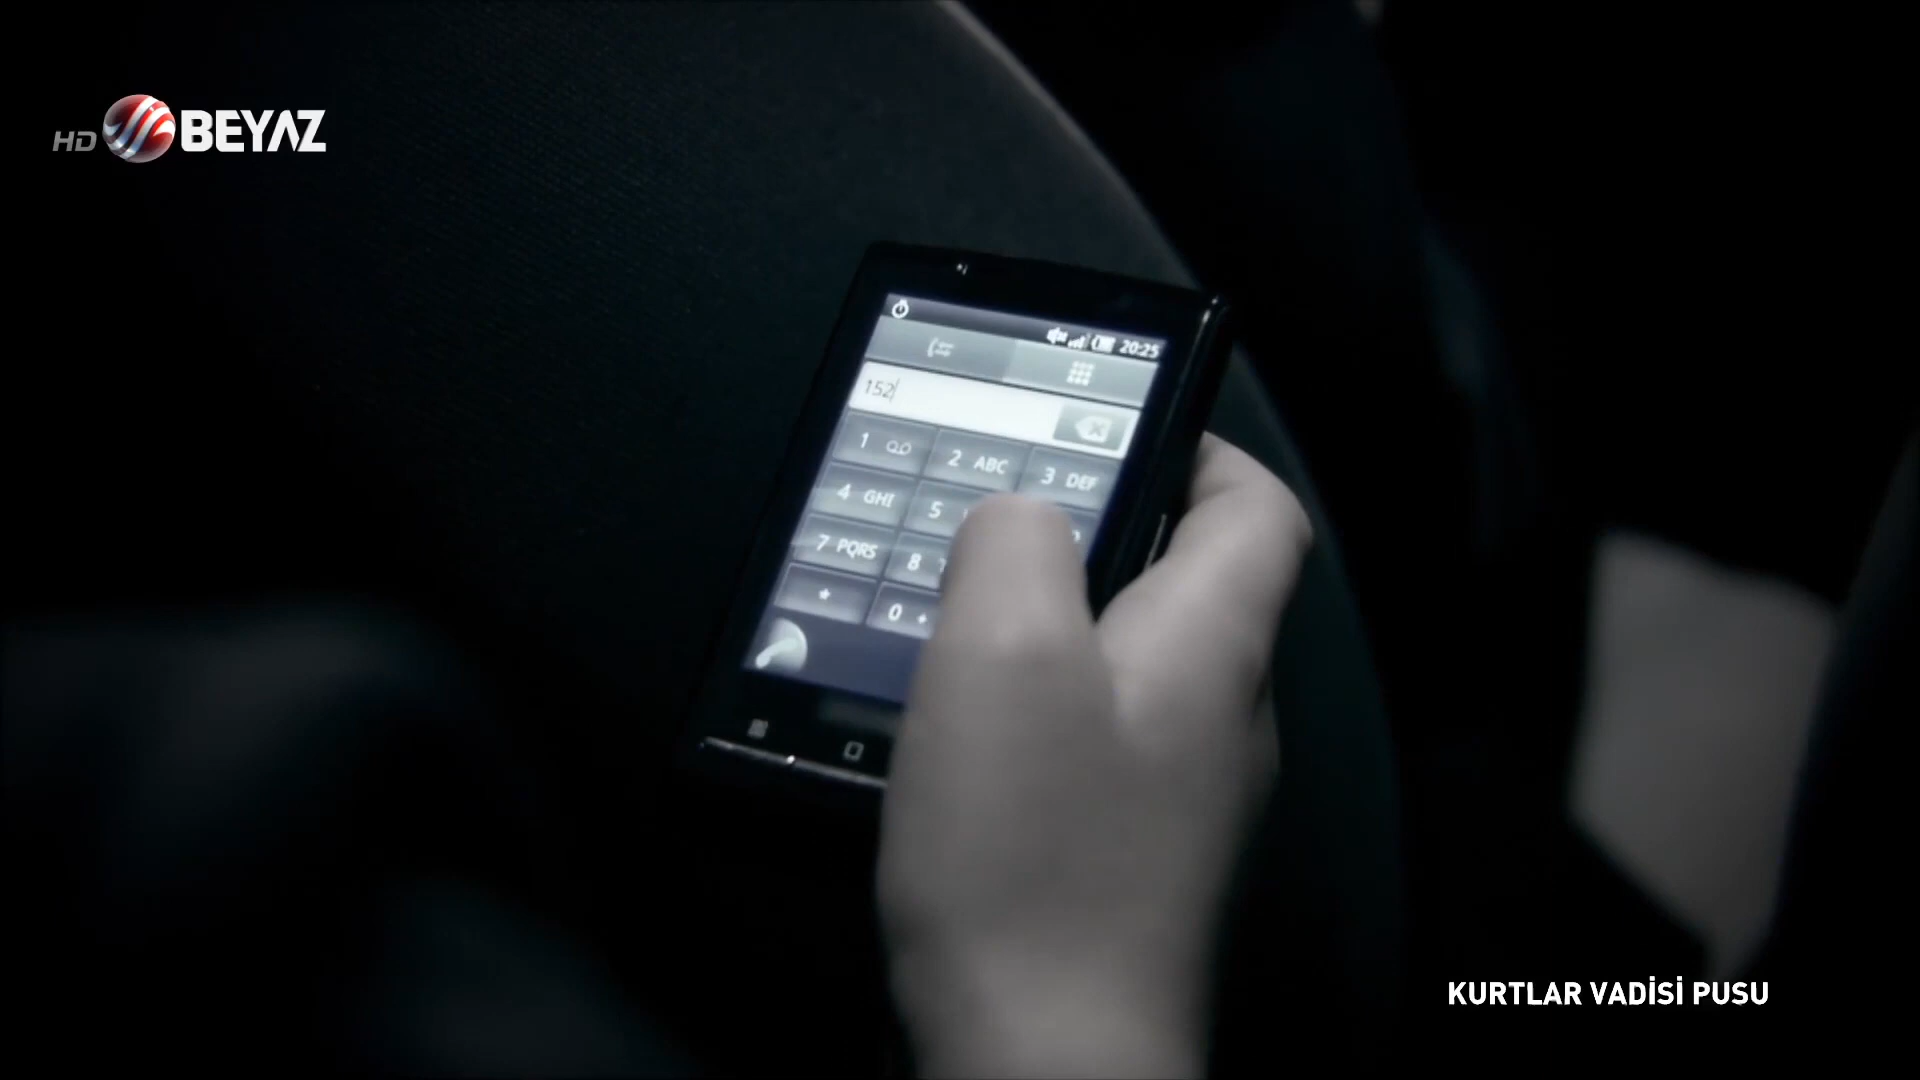 HD BEYAZ
20:25
152
1
2 ABC
3 DEF
4 GHI
5
7 PQRS
8
*
0 +
KURTLAR VADİSİ PUSU